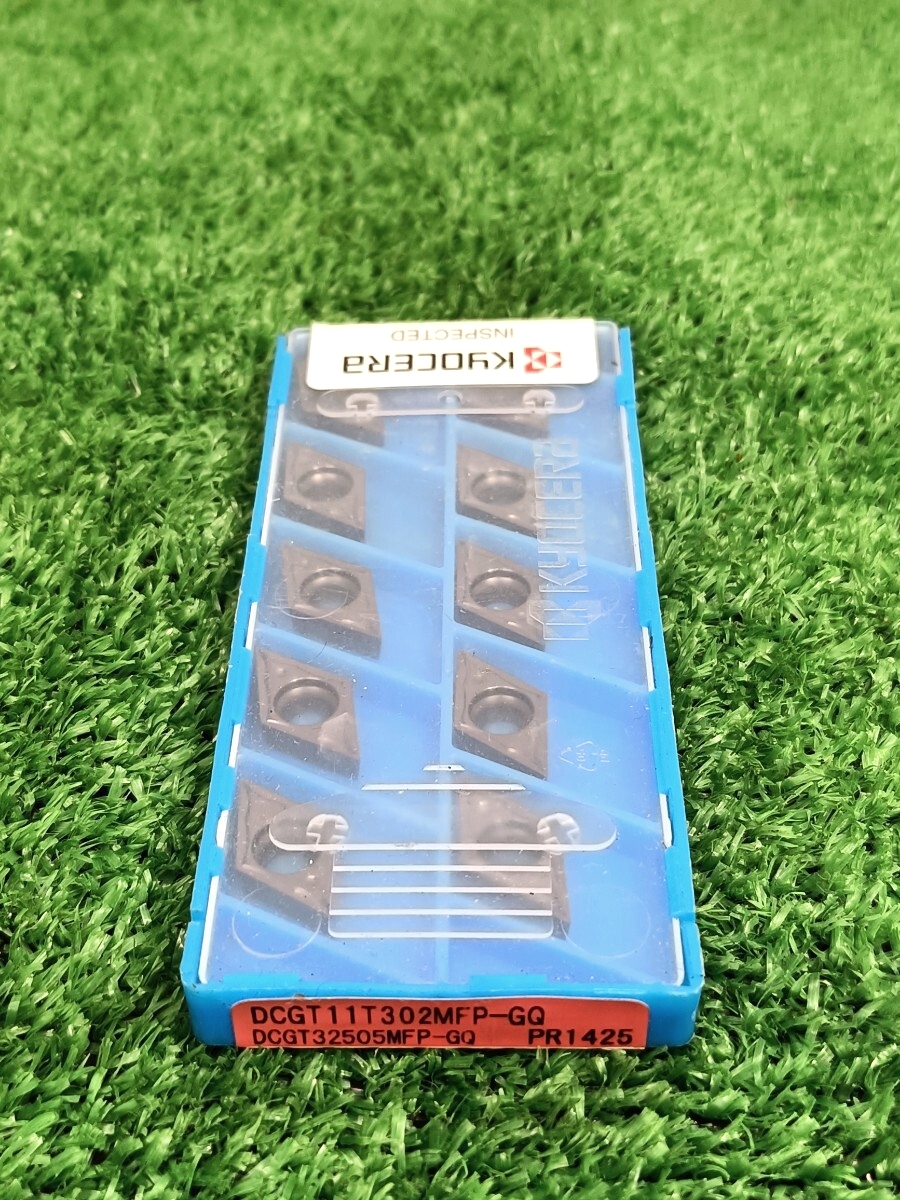 INSPECTED
KYOCERA
KYOCERA
DCGT11T302MFP-GQ
DCGT32505MFP-GQ PR1425